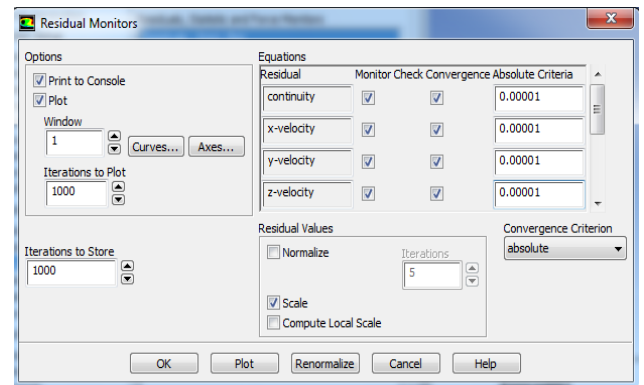 Residual Monitors
Options
Print to Console
Plot
Window
1
Curves... Axes...
Iterations to Plot
1000
Iterations to Store
1000
Equations
Residual Monitor Check Convergence Absolute Criteria
continuity 0.00001
x-velocity 0.00001
y-velocity 0.00001
z-velocity 0.00001
Residual Values
Normalize
Iterations
5
Scale
Compute Local Scale
Convergence Criterion
absolute
OK Plot Renormalize Cancel Help